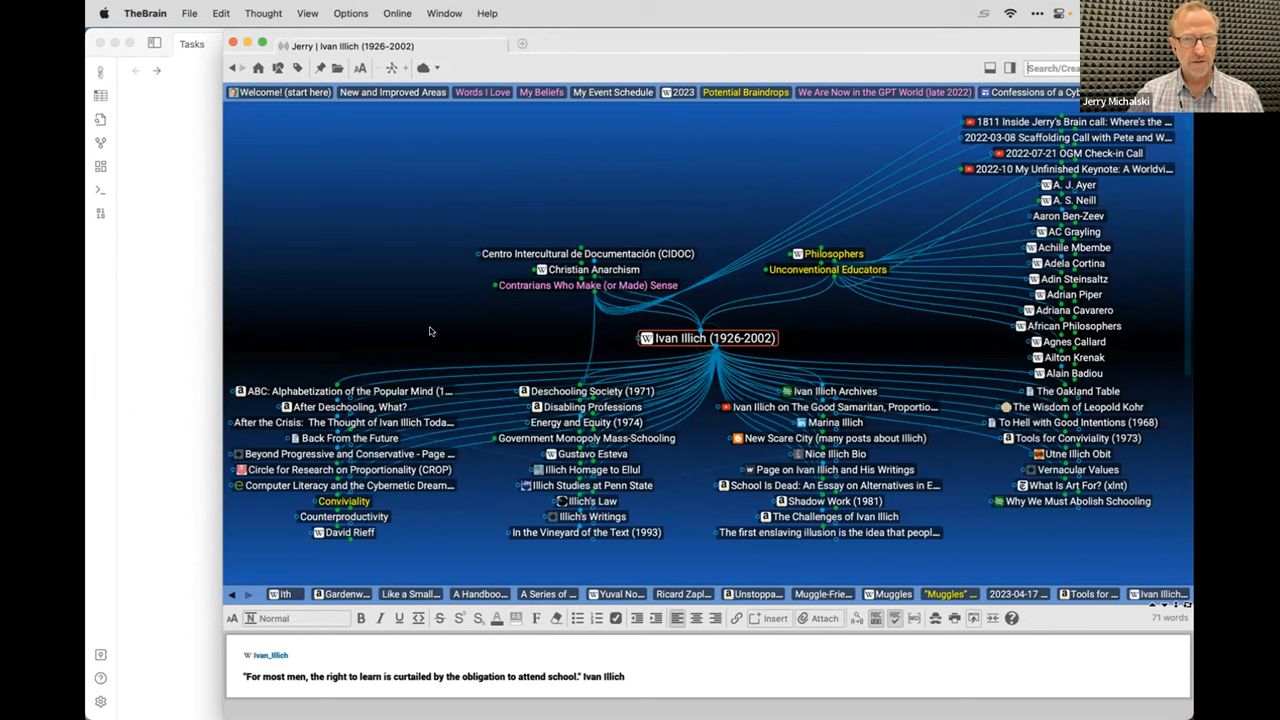 TheBrain File Edit Thought View Options Online Window Help
Tasks
Jerry | Ivan Illich (1926-2002)
Search/Crea
Jerry Michalski
Welcome! (start here) New and Improved Areas Words I Love My Beliefs My Event Schedule 2023 Potential Braindrops We Are Now in the GPT World (late 2022) Confessions of a Cyb
1811 Inside Jerry's Brain call: Where's the ...
2022-03-08 Scaffolding Call with Pete and W...
2022-07-21 OGM Check-in Call
2022-10 My Unfinished Keynote: A Worldvi...
A. J. Ayer
A. S. Neill
Aaron Ben-Zeev
AC Grayling
Achille Mbembe
Adela Cortina
Adin Steinsaltz
Adrian Piper
Adriana Cavarero
African Philosophers
Agnes Callard
Ailton Krenak
Alain Badiou
Centro Intercultural de Documentación (CIDOC)
Christian Anarchism
Contrarians Who Make (or Made) Sense
Philosophers
Unconventional Educators
Ivan Illich (1926-2002)
ABC: Alphabetization of the Popular Mind (1...
After Deschooling, What?
After the Crisis: The Thought of Ivan Illich Toda...
Back From the Future
Beyond Progressive and Conservative - Page ...
Circle for Research on Proportionality (CROP)
Computer Literacy and the Cybernetic Dream...
Conviviality
Counterproductivity
David Rieff
Deschooling Society (1971)
Disabling Professions
Energy and Equity (1974)
Government Monopoly Mass-Schooling
Gustavo Esteva
Illich Homage to Ellul
Illich Studies at Penn State
Illich's Law
Illich's Writings
In the Vineyard of the Text (1993)
Ivan Illich Archives
Ivan Illich on The Good Samaritan, Proportio...
Marina Illich
New Scare City (many posts about Illich)
Nice Illich Bio
Page on Ivan Illich and His Writings
School Is Dead: An Essay on Alternatives in E...
Shadow Work (1981)
The Challenges of Ivan Illich
The first enslaving illusion is the idea that peopl...
The Oakland Table
The Wisdom of Leopold Kohr
To Hell with Good Intentions (1968)
Tools for Conviviality (1973)
Utne Illich Obit
Vernacular Values
What Is Art For? (xlnt)
Why We Must Abolish Schooling
Ith Gardenw... Like a Small... A Handboo... A Series of ... Yuval No... Ricard Zapl... Unstoppa... Muggle-Frie... Muggles "Muggles" ... 2023-04-17 ... Tools for ... Ivan Illich...
Normal Insert Attach 71 words
Ivan_Illich
"For most men, the right to learn is curtailed by the obligation to attend school." Ivan Illich